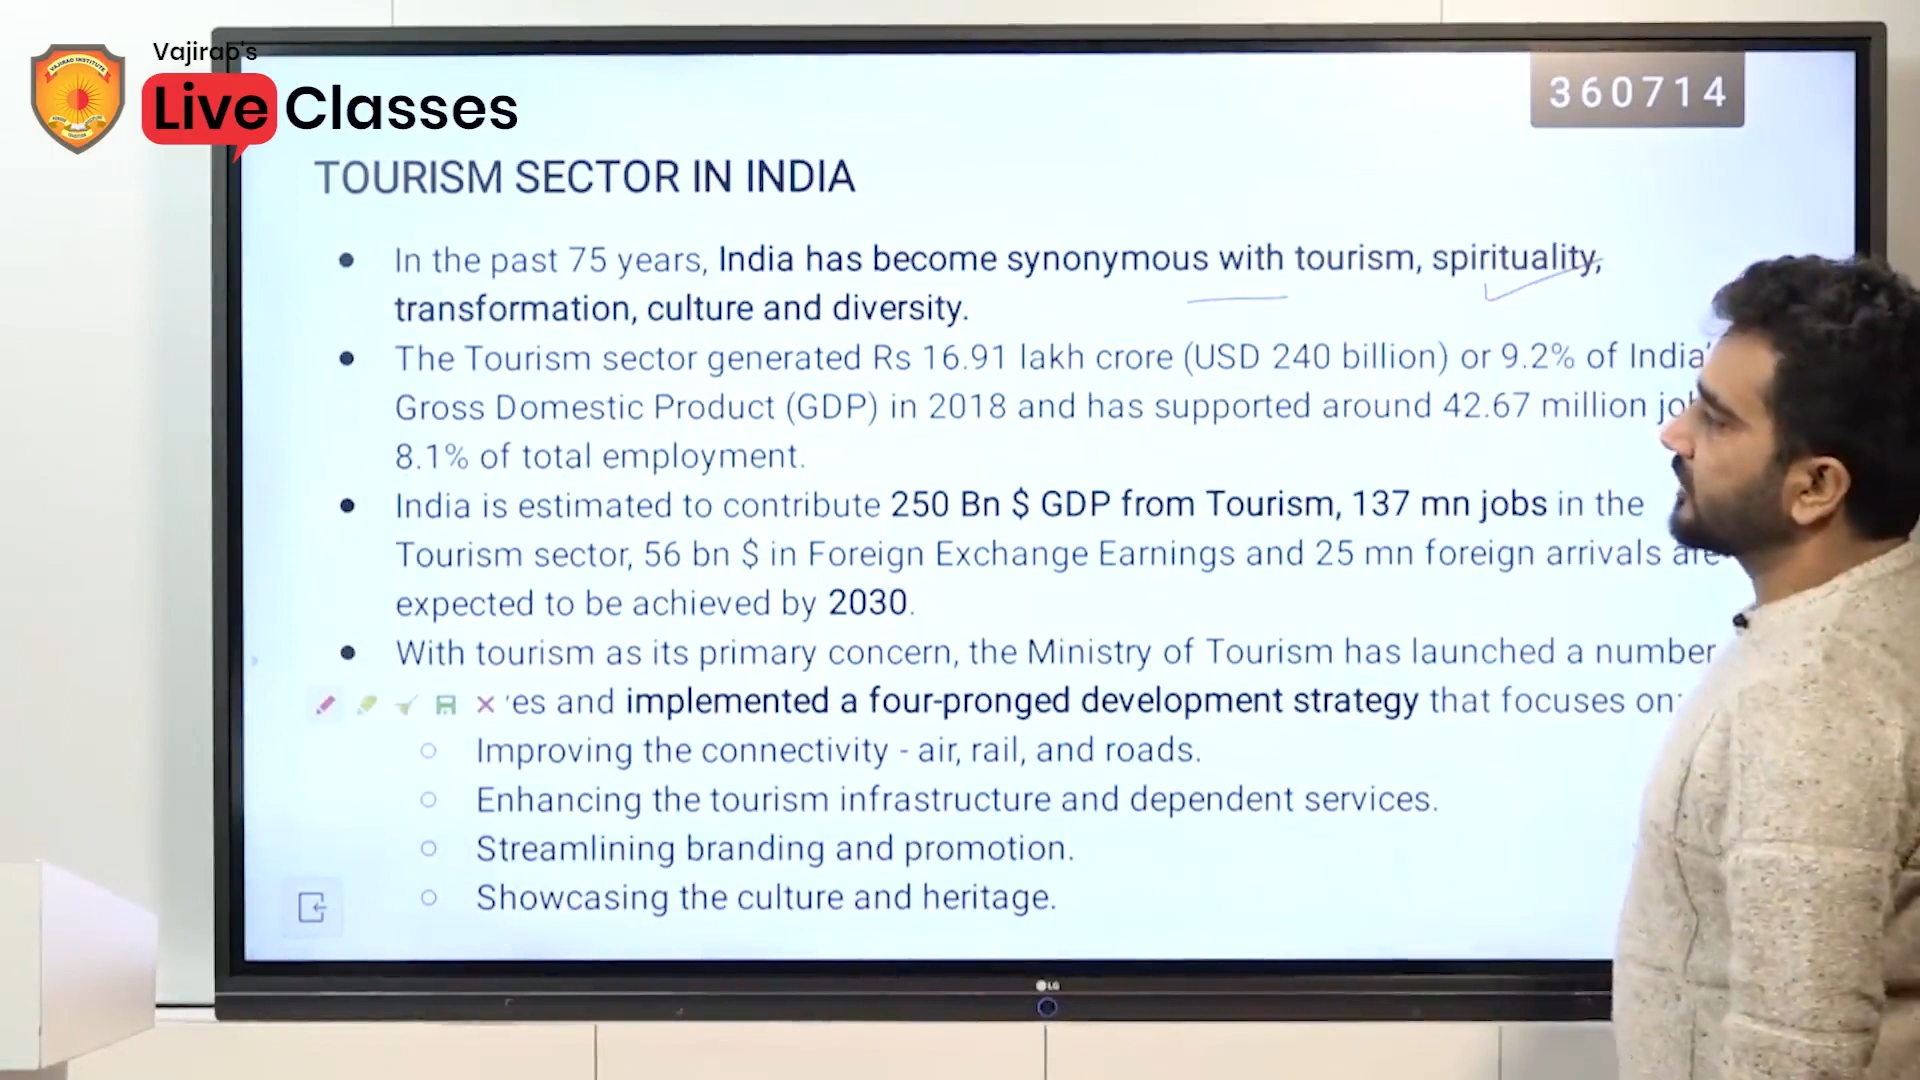 Vajirao's
Live Classes
VAJIRAO INSTITUTE
360714
TOURISM SECTOR IN INDIA
● In the past 75 years, India has become synonymous with tourism, spirituality,
transformation, culture and diversity.
● The Tourism sector generated Rs 16.91 lakh crore (USD 240 billion) or 9.2% of India'
Gross Domestic Product (GDP) in 2018 and has supported around 42.67 million
8.1% of total employment.
● India is estimated to contribute 250 Bn $ GDP from Tourism, 137 mn jobs in the
Tourism sector, 56 bn $ in Foreign Exchange Earnings and 25 mn foreign arrivals are
expected to be achieved by 2030.
● With tourism as its primary concern, the Ministry of Tourism has launched a number
and implemented a four-pronged development strategy that focuses on:
○ Improving the connectivity - air, rail, and roads.
○ Enhancing the tourism infrastructure and dependent services.
○ Streamlining branding and promotion.
○ Showcasing the culture and heritage.
LG